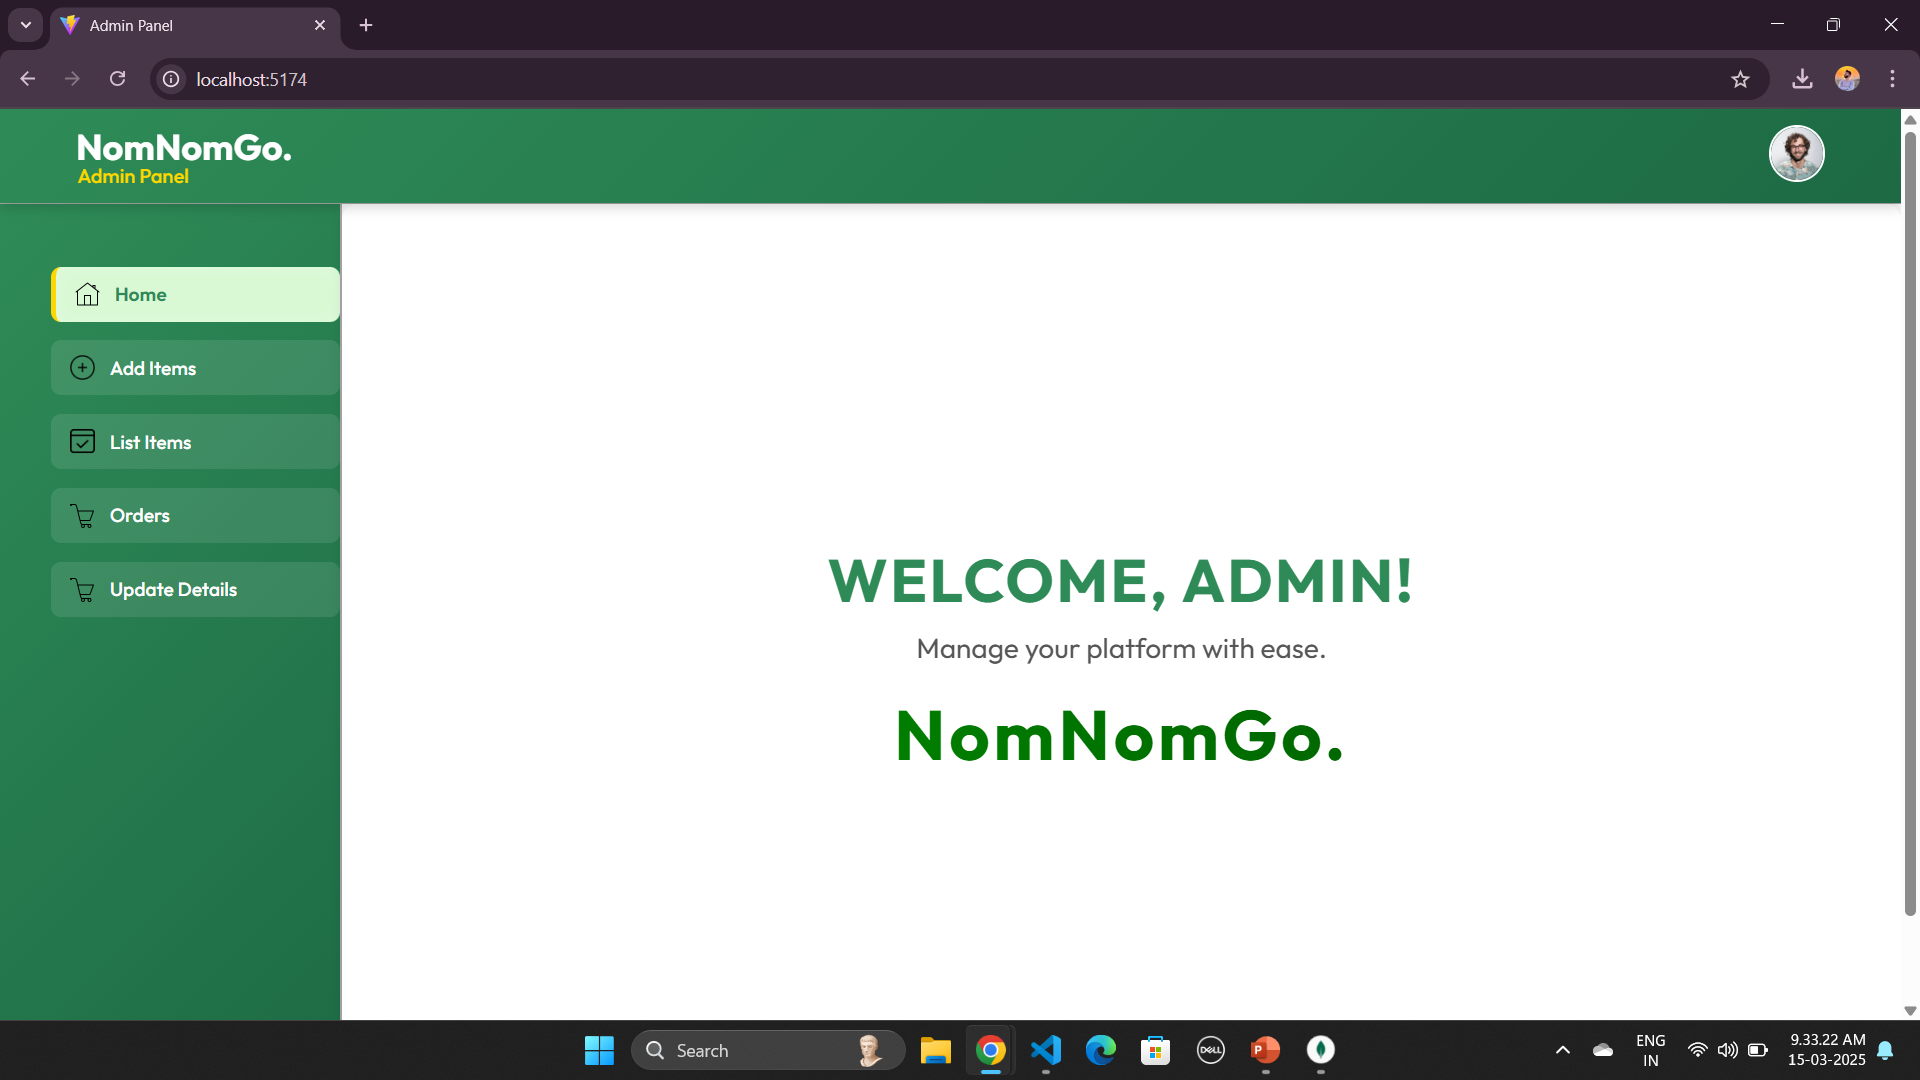 Admin Panel
localhost:5174
NomNomGo.
Admin Panel
Home
Add Items
List Items
Orders
Update Details
WELCOME, ADMIN!
Manage your platform with ease.
NomNomGo.
Search
DELL
P
ENG
IN
9.33.22 AM
15-03-2025